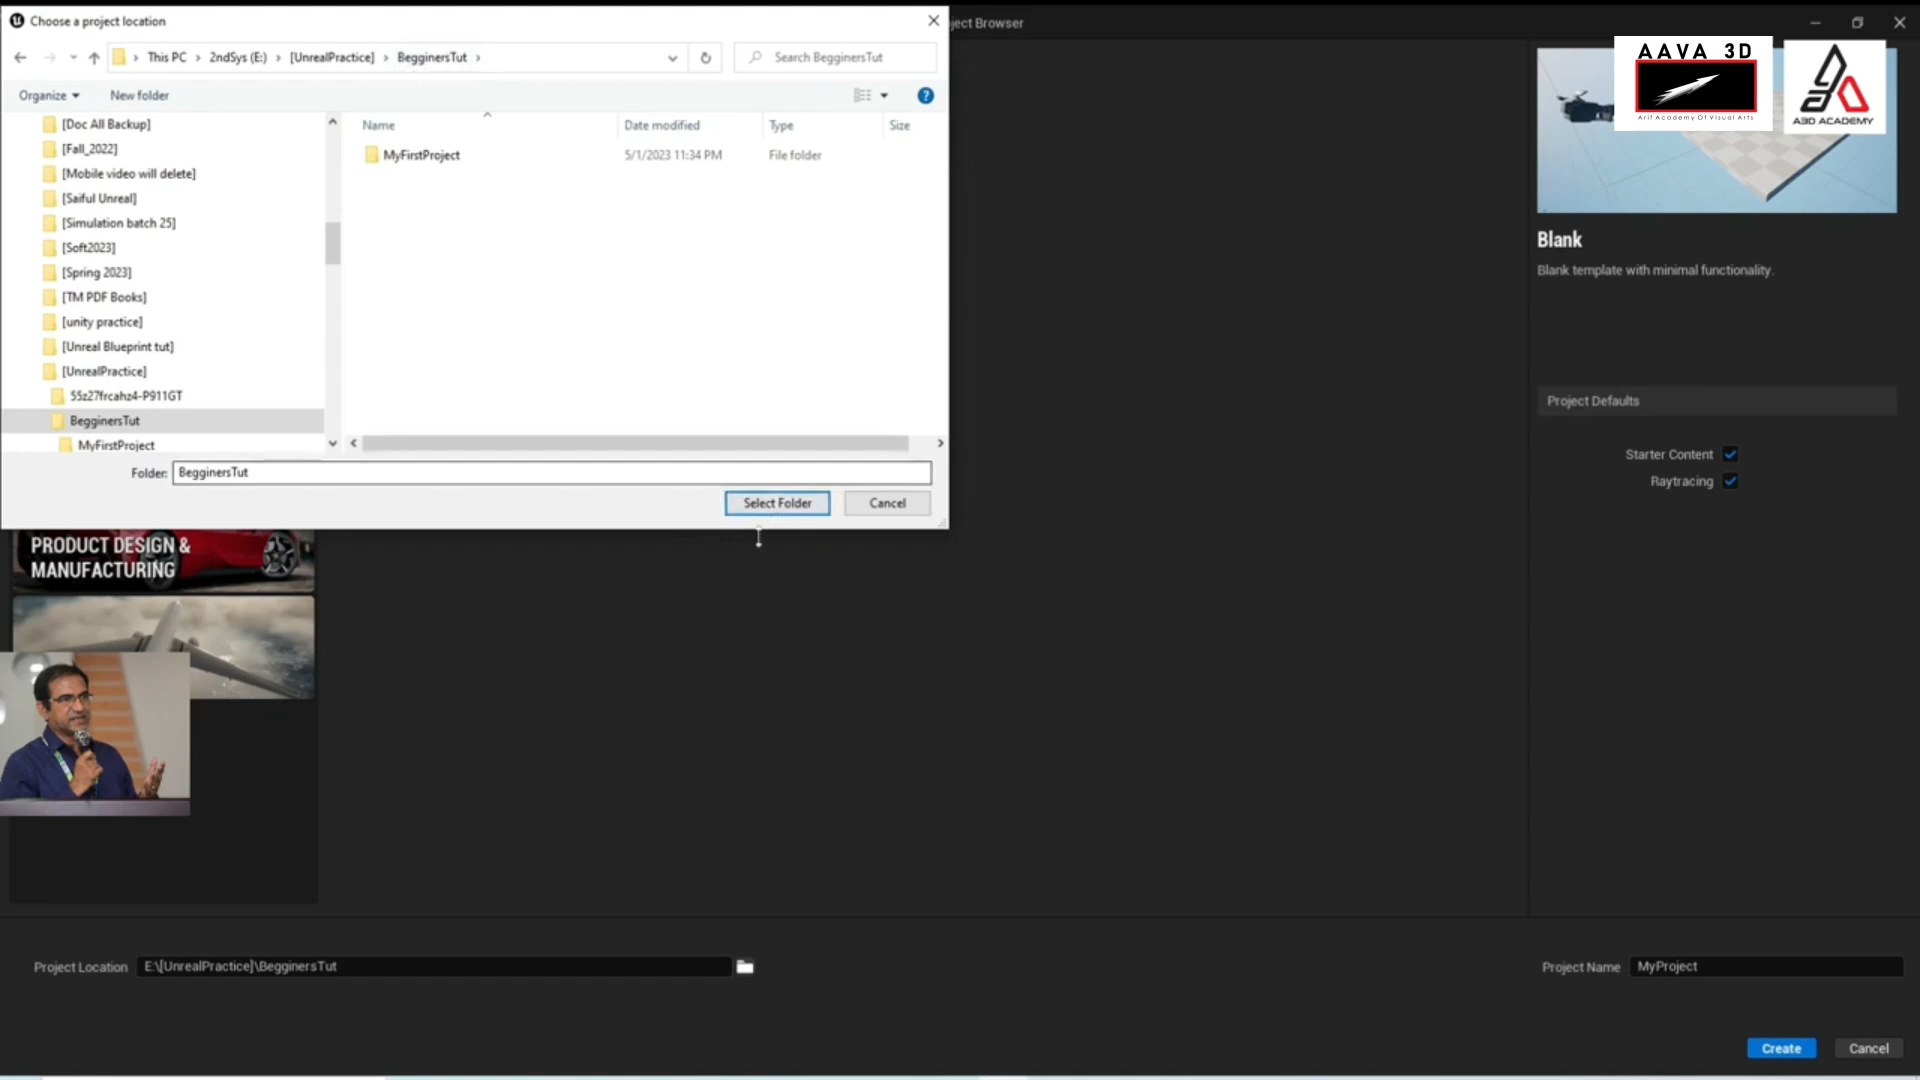 Choose a project location
ject Browser
This PC > 2ndSys (E:) > [UnrealPractice] > BegginersTut >
Search BegginersTut
Organize
New folder
[Doc All Backup]
[Fall_2022]
[Mobile video will delete]
[Saiful Unreal]
[Simulation batch 25]
[Soft2023]
[Spring 2023]
[TM PDF Books]
[unity practice]
[Unreal Blueprint tut]
[UnrealPractice]
55z27frcahz4-P911GT
BegginersTut
MyFirstProject
Name Date modified Type Size
MyFirstProject 5/1/2023 11:34 PM File folder
Folder: BegginersTut
Select Folder Cancel
AAVA 3D
Arif Academy Of Visual Arts
A3D ACADEMY
Blank
Blank template with minimal functionality.
Project Defaults
Starter Content
Raytracing
PRODUCT DESIGN &
MANUFACTURING
Project Location E:\[UnrealPractice]\BegginersTut
Project Name MyProject
Create Cancel